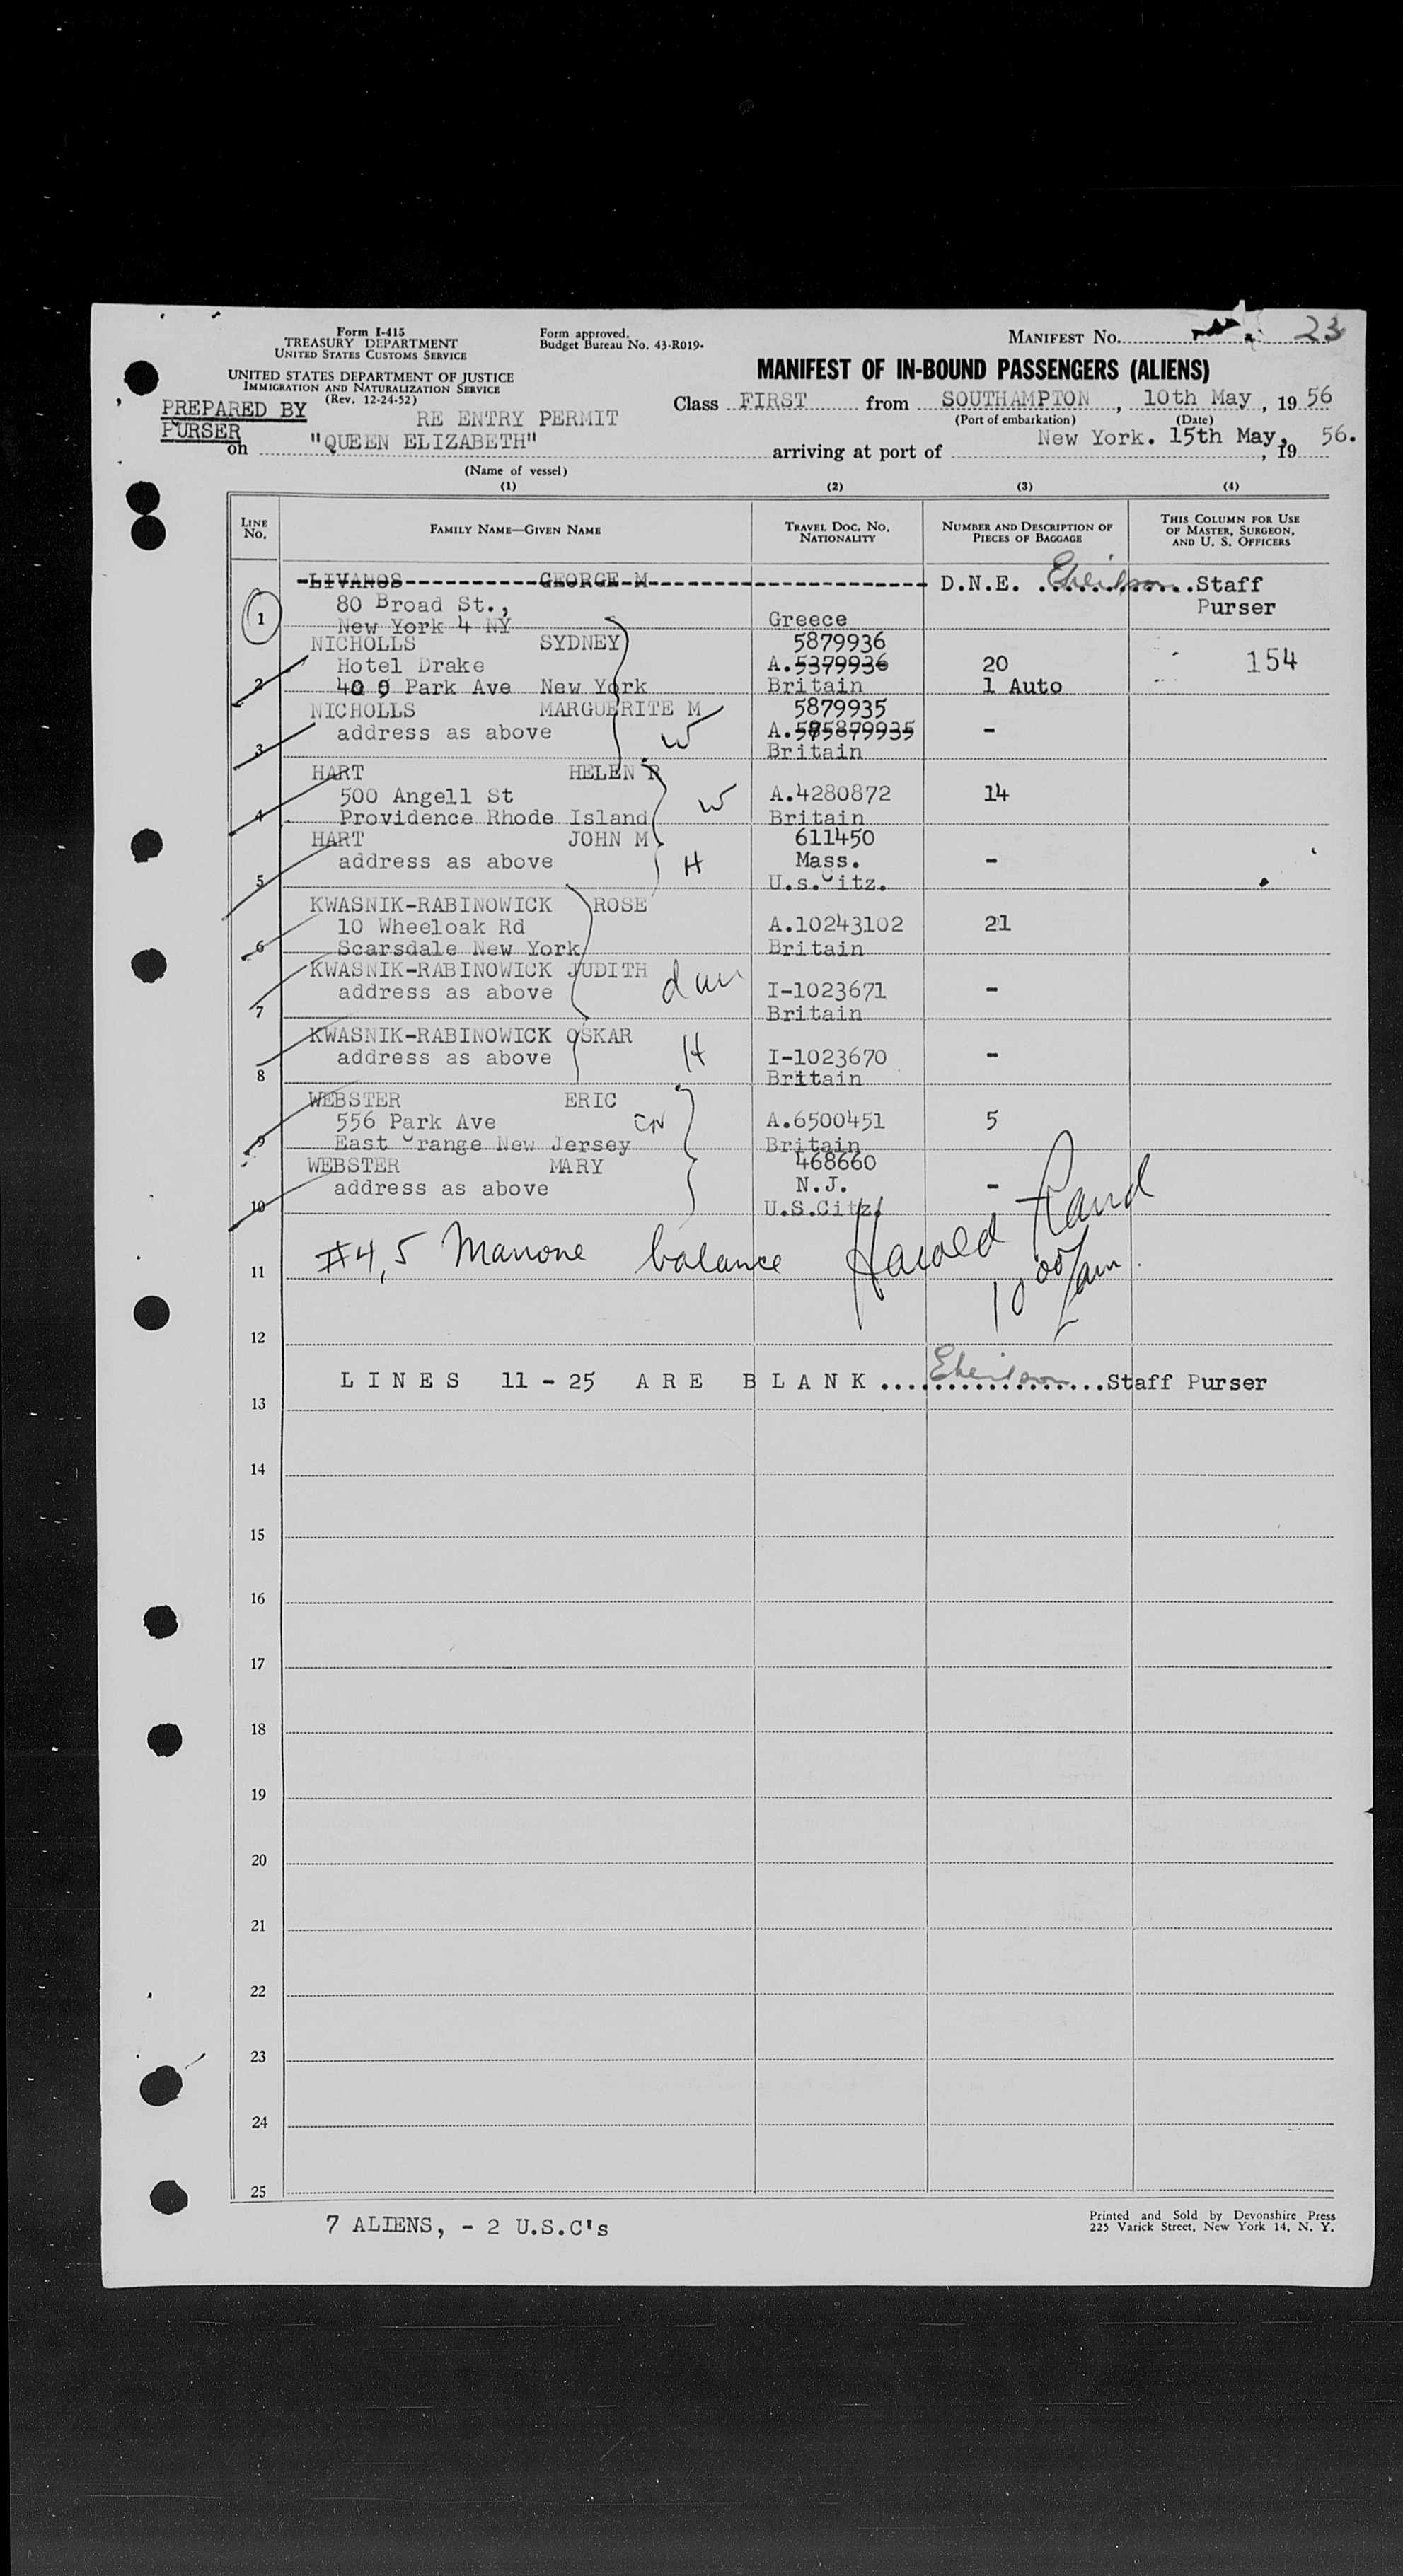 Form I-415
TREASURY DEPARTMENT
UNITED STATES CUSTOMS SERVICE
UNITED STATES DEPARTMENT OF JUSTICE
IMMIGRATION AND NATURALIZATION SERVICE
(Rev. 12-24-52)
Form approved.
Budget Bureau No. 43-R019-
MANIFEST No. 23
MANIFEST OF IN-BOUND PASSENGERS (ALIENS)
PREPARED BY PURSER
RE ENTRY PERMIT
Class FIRST from SOUTHAMPTON, 10th May, 1956
(Port of embarkation) (Date)
on "QUEEN ELIZABETH" arriving at port of New York. 15th May, 1956.
(Name of vessel)
(1) (2) (3) (4)
LINE No. FAMILY NAME—GIVEN NAME TRAVEL DOC. No. NATIONALITY NUMBER AND DESCRIPTION OF PIECES OF BAGGAGE THIS COLUMN FOR USE OF MASTER, SURGEON, AND U. S. OFFICERS
LIVANOS GEORGE M D.N.E. Staff
80 Broad St., Purser
1 New York 4 NY Greece
NICHOLLS SYDNEY 5879936
Hotel Drake A.5379936 20 154
2 400 Park Ave New York Britain 1 Auto
NICHOLLS MARGUERITE M 5879935
address as above W A.575879935 -
3 Britain
HART HELEN R
500 Angell St W A.4280872 14
4 Providence Rhode Island Britain
HART JOHN M 611450
address as above H Mass. -
5 U.s.Citz.
KWASNIK-RABINOWICK ROSE
10 Wheeloak Rd A.10243102 21
6 Scarsdale New York Britain
KWASNIK-RABINOWICK JUDITH
address as above dau I-1023671 -
7 Britain
KWASNIK-RABINOWICK OSKAR
address as above H I-1023670 -
8 Britain
WEBSTER ERIC
556 Park Ave A.6500451 5
9 East Orange New Jersey Britain
WEBSTER MARY 468660
address as above N.J. -
10 U.S.Citz.
11 #4,5 Manone balance Harold Rand
10 00/am
12
LINES 11 - 25 ARE BLANK Staff Purser
13
14
15
16
17
18
19
20
21
22
23
24
25
7 ALIENS, - 2 U.S.C's
Printed and Sold by Devonshire Press
225 Varick Street, New York 14, N. Y.